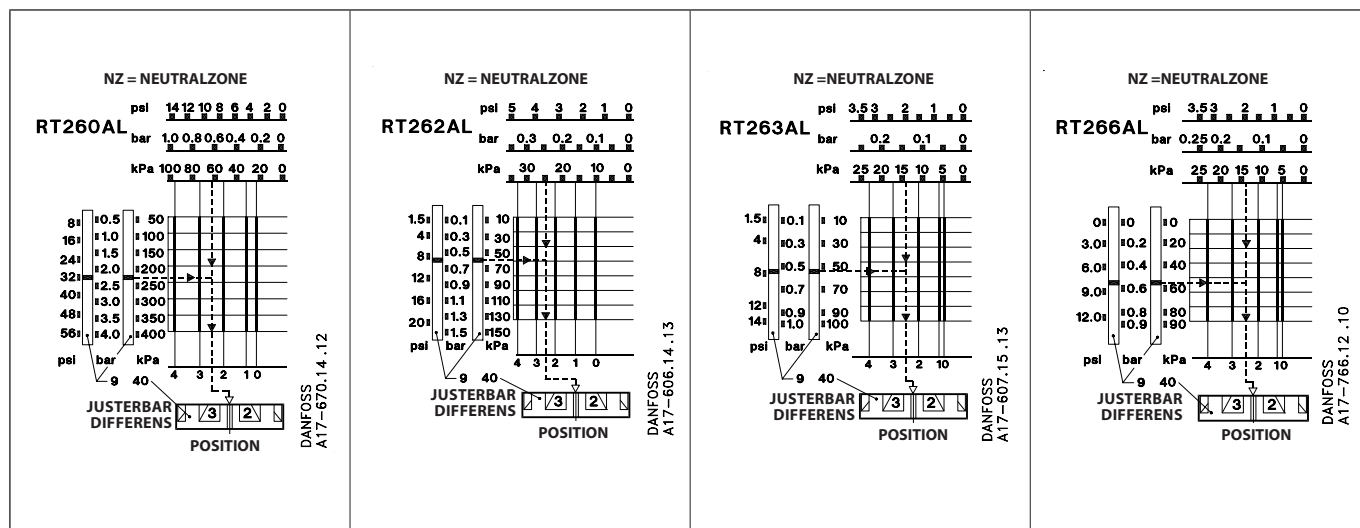 NZ = NEUTRALZONE
psi 14 12 10 8 6 4 2 0
RT260AL
bar 1.0 0.8 0.6 0.4 0.2 0
kPa 100 80 60 40 20 0
8 0.5 50
16 1.0 100
24 1.5 150
32 2.0 200
40 2.5 250
48 3.0 300
56 3.5 350
4.0 400
psi bar kPa
4 3 2 1 0
9 40
JUSTERBAR
DIFFERENS
3 2
POSITION
DANFOSS
A17-670.14.12
NZ =NEUTRALZONE
psi 5 4 3 2 1 0
RT262AL
bar 0.3 0.2 0.1 0
kPa 30 20 10 0
1.5 0.1 10
4 0.3 30
8 0.5 50
0.7 70
12 0.9 90
16 1.1 110
20 1.3 130
1.5 150
psi bar kPa
4 3 2 1 0
9 40
JUSTERBAR
DIFFERENS
3 2
POSITION
DANFOSS
A17-606.14.13
NZ =NEUTRALZONE
psi 3.5 3 2 1 0
RT263AL
bar 0.2 0.1 0
kPa 25 20 15 10 5 0
1.5 0.1 10
4 0.3 30
8 0.5 50
0.7 70
12 0.9 90
14 1.0 100
psi bar kPa
4 3 2 1 0
9 40
JUSTERBAR
DIFFERENS
3 2
POSITION
DANFOSS
A17-607.15.13
NZ =NEUTRALZONE
psi 3.5 3 2 1 0
RT266AL
bar 0.25 0.2 0.1 0
kPa 25 20 15 10 5 0
0 0 0
3.0 0.2 20
6.0 0.4 40
9.0 0.6 60
12.0 0.8 80
0.9 90
psi bar kPa
4 3 2 1 0
9 40
JUSTERBAR
DIFFERENS
3 2
POSITION
DANFOSS
A17-766.12.10